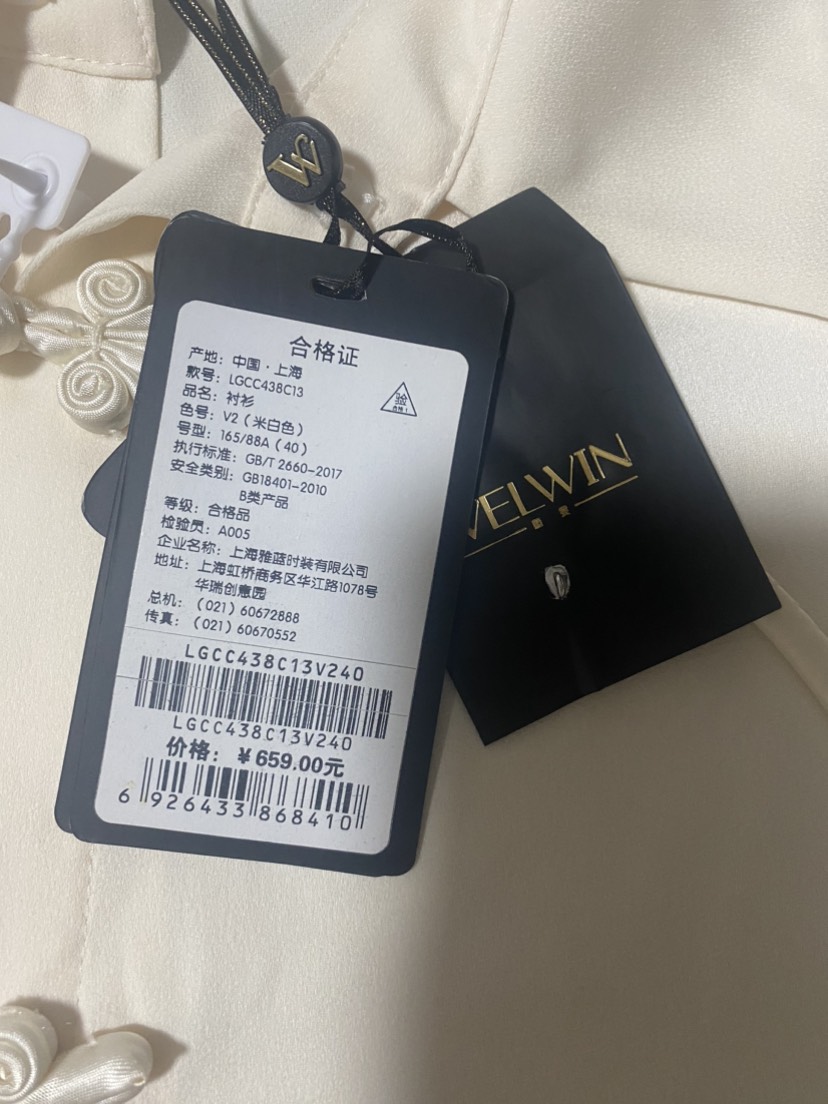 合格证
产地：中国·上海
款号：LGCC438C13
品名：衬衫
色号：V2（米白色）
号型：165/88A（40）
执行标准：GB/T 2660-2017
安全类别：GB18401-2010
B类产品
等级：合格品
检验员：A005
企业名称：上海雅蓝时装有限公司
地址：上海虹桥商务区华江路1078号
华瑞创意园
总机：（021）60672888
传真：（021）60670552
LGCC438C13V240
LGCC438C13V240
价格：￥659.00元
6 926433 868410
验
VELWIN